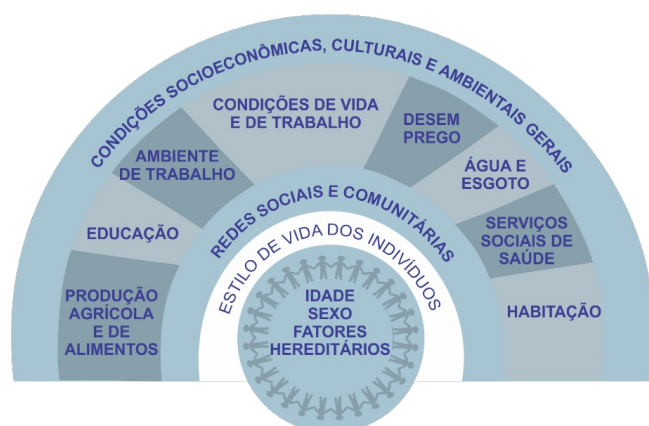 CONDIÇÕES SOCIOECONÔMICAS, CULTURAIS E AMBIENTAIS GERAIS
PRODUÇÃO
AGRÍCOLA
E DE
ALIMENTOS
EDUCAÇÃO
AMBIENTE
DE TRABALHO
CONDIÇÕES DE VIDA
E DE TRABALHO
DESEM
PREGO
ÁGUA E
ESGOTO
SERVIÇOS
SOCIAIS DE
SAÚDE
HABITAÇÃO
REDES SOCIAIS E COMUNITÁRIAS
ESTILO DE VIDA DOS INDIVÍDUOS
IDADE
SEXO
FATORES
HEREDITÁRIOS